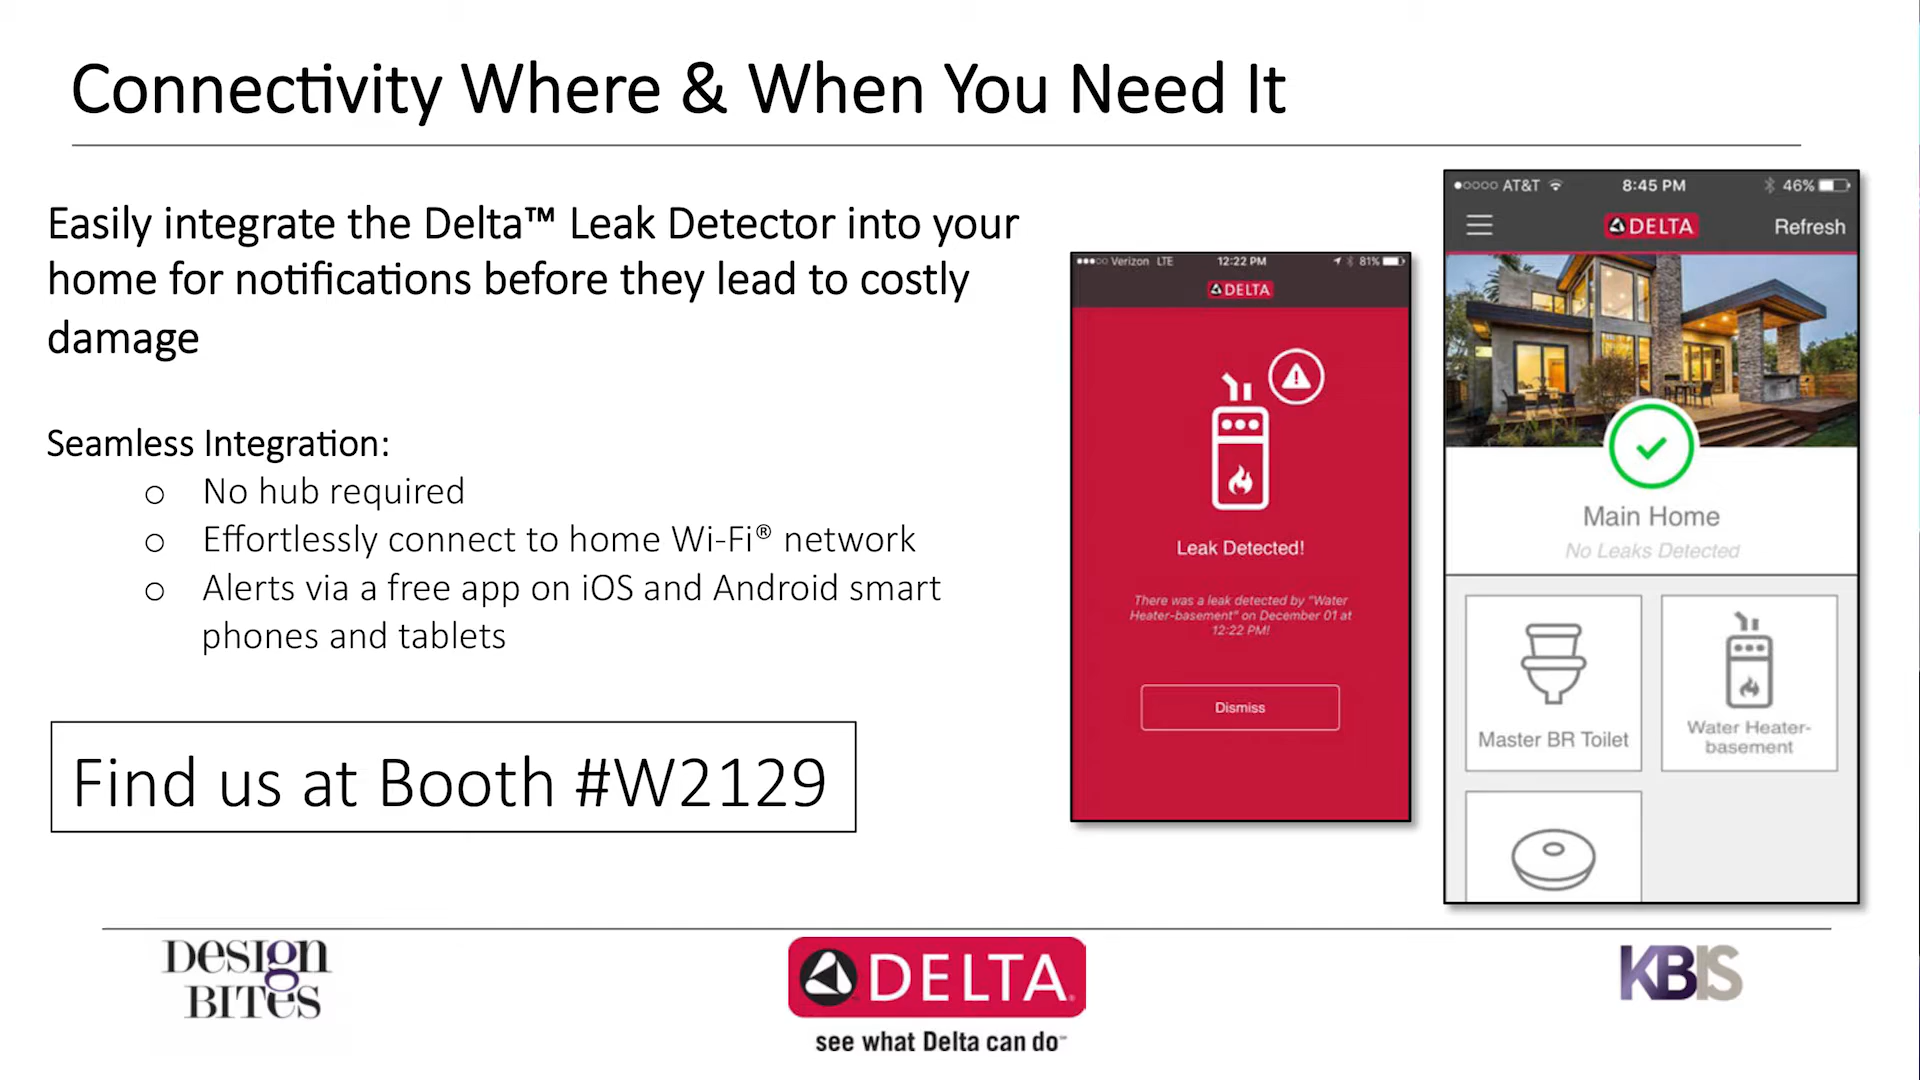 Connectivity Where & When You Need It
Easily integrate the Delta™ Leak Detector into your
home for notifications before they lead to costly
damage
Seamless Integration:
o No hub required
o Effortlessly connect to home Wi-Fi® network
o Alerts via a free app on iOS and Android smart
phones and tablets
Find us at Booth #W2129
Verizon LTE 12:22 PM 81%
DELTA
Leak Detected!
There was a leak detected by "Water
Heater-basement" on December 01 at
12:22 PM!
Dismiss
AT&T 8:45 PM 46%
DELTA Refresh
Main Home
No Leaks Detected
Master BR Toilet
Water Heater-
basement
Design
BITES
DELTA
see what Delta can do℠
KBIS